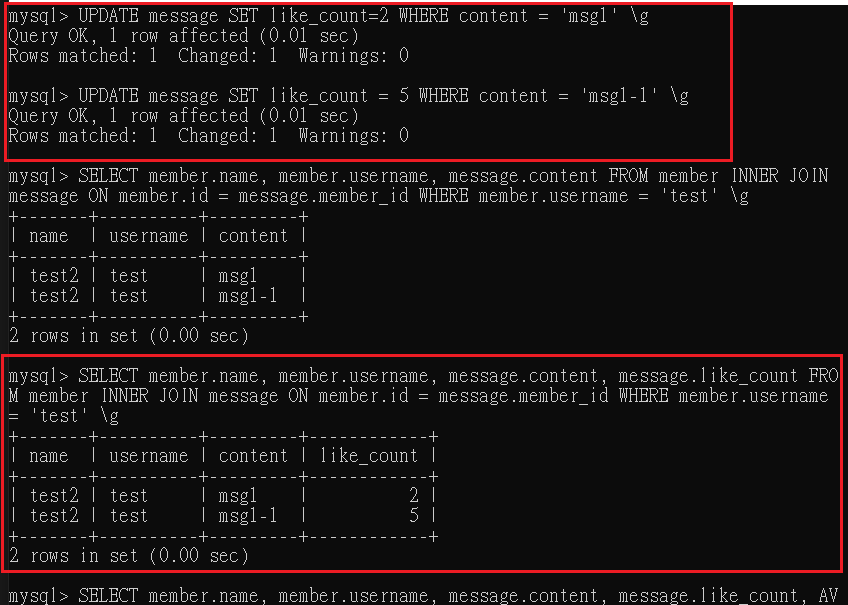 mysql> UPDATE message SET like_count=2 WHERE content = 'msg1' \g
Query OK, 1 row affected (0.01 sec)
Rows matched: 1  Changed: 1  Warnings: 0
mysql> UPDATE message SET like_count = 5 WHERE content = 'msg1-1' \g
Query OK, 1 row affected (0.01 sec)
Rows matched: 1  Changed: 1  Warnings: 0
mysql> SELECT member.name, member.username, message.content FROM member INNER JOIN
message ON member.id = message.member_id WHERE member.username = 'test' \g
+-------+----------+---------+
| name  | username | content |
+-------+----------+---------+
| test2 | test     | msg1    |
| test2 | test     | msg1-1  |
+-------+----------+---------+
2 rows in set (0.00 sec)
mysql> SELECT member.name, member.username, message.content, message.like_count FRO
M member INNER JOIN message ON member.id = message.member_id WHERE member.username
= 'test' \g
+-------+----------+---------+------------+
| name  | username | content | like_count |
+-------+----------+---------+------------+
| test2 | test     | msg1    |          2 |
| test2 | test     | msg1-1  |          5 |
+-------+----------+---------+------------+
2 rows in set (0.00 sec)
mysql> SELECT member.name, member.username, message.content, message.like_count, AV